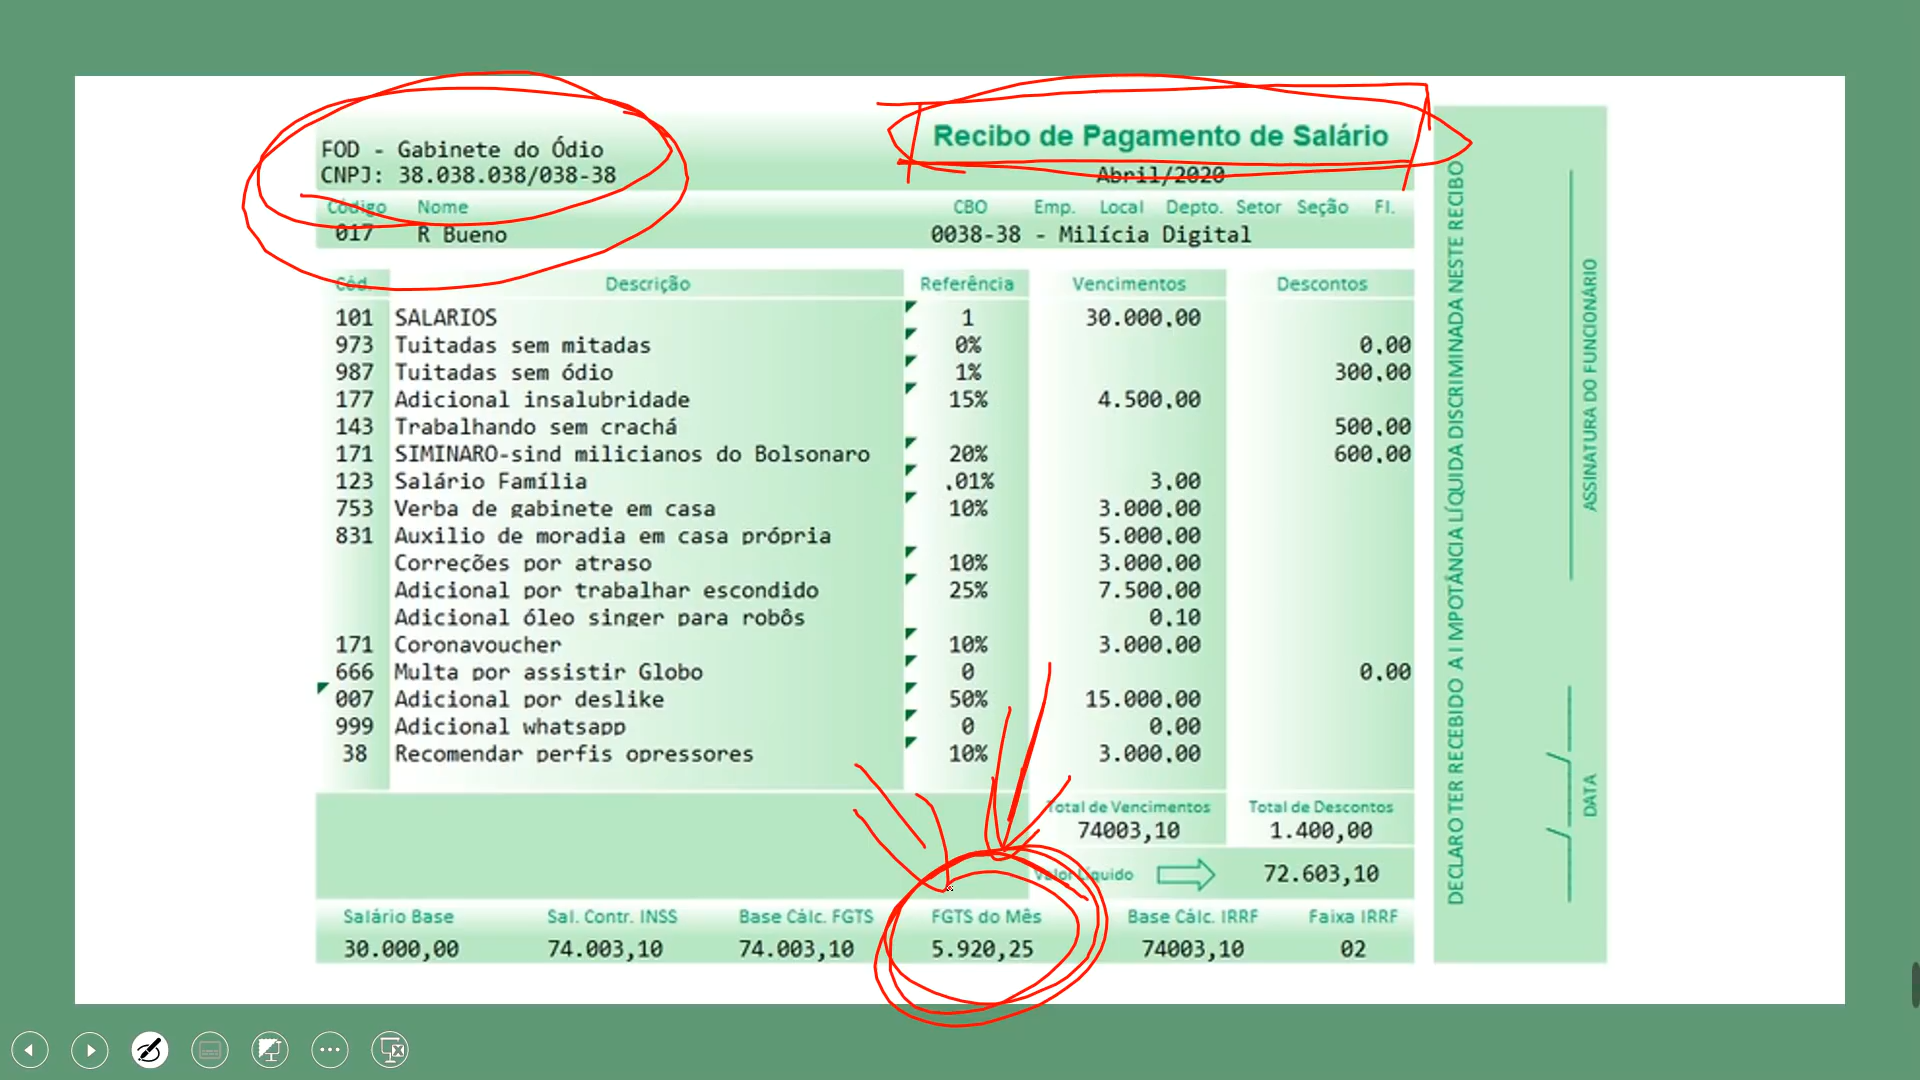 FOD - Gabinete do Ódio
CNPJ: 38.038.038/038-38
Recibo de Pagamento de Salário
Abril/2020
Código Nome CBO Emp. Local Depto. Setor Seção Fl.
017 R Bueno 0038-38 - Milícia Digital
Cód. Descrição Referência Vencimentos Descontos
101 SALARIOS 1 30.000,00
973 Tuitadas sem mitadas 0% 0,00
987 Tuitadas sem ódio 1% 300,00
177 Adicional insalubridade 15% 4.500,00
143 Trabalhando sem crachá 500,00
171 SIMINARO-sind milicianos do Bolsonaro 20% 600,00
123 Salário Família .01% 3,00
753 Verba de gabinete em casa 10% 3.000,00
831 Auxilio de moradia em casa própria 5.000,00
Correções por atraso 10% 3.000,00
Adicional por trabalhar escondido 25% 7.500,00
Adicional óleo singer para robôs 0,10
171 Coronavoucher 10% 3.000,00
666 Multa por assistir Globo 0 0,00
007 Adicional por deslike 50% 15.000,00
999 Adicional whatsapp 0 0,00
38 Recomendar perfis opressores 10% 3.000,00
Total de Vencimentos Total de Descontos
74003,10 1.400,00
Valor Líquido 72.603,10
Salário Base Sal. Contr. INSS Base Cálc. FGTS FGTS do Mês Base Cálc. IRRF Faixa IRRF
30.000,00 74.003,10 74.003,10 5.920,25 74003,10 02
DECLARO TER RECEBIDO A I MPOTÂNCIA LÍQUIDA DISCRIMINADA NESTE RECIBO
ASSINATURA DO FUNCIONÁRIO
DATA